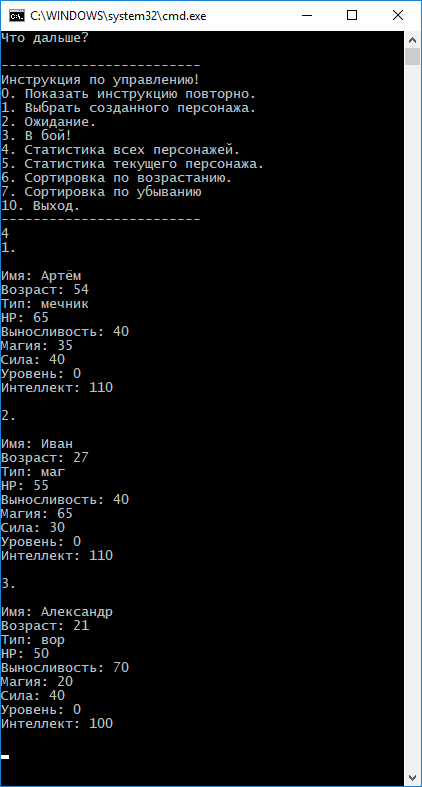 C:\WINDOWS\system32\cmd.exe
Что дальше?
-------------------------
Инструкция по управлению!
0. Показать инструкцию повторно.
1. Выбрать созданного персонажа.
2. Ожидание.
3. В бой!
4. Статистика всех персонажей.
5. Статистика текущего персонажа.
6. Сортировка по возрастанию.
7. Сортировка по убыванию
10. Выход.
-------------------------
4
1.
Имя: Артём
Возраст: 54
Тип: мечник
HP: 65
Выносливость: 40
Магия: 35
Сила: 40
Уровень: 0
Интеллект: 110
2.
Имя: Иван
Возраст: 27
Тип: маг
HP: 55
Выносливость: 40
Магия: 65
Сила: 30
Уровень: 0
Интеллект: 110
3.
Имя: Александр
Возраст: 21
Тип: вор
HP: 50
Выносливость: 70
Магия: 20
Сила: 40
Уровень: 0
Интеллект: 100